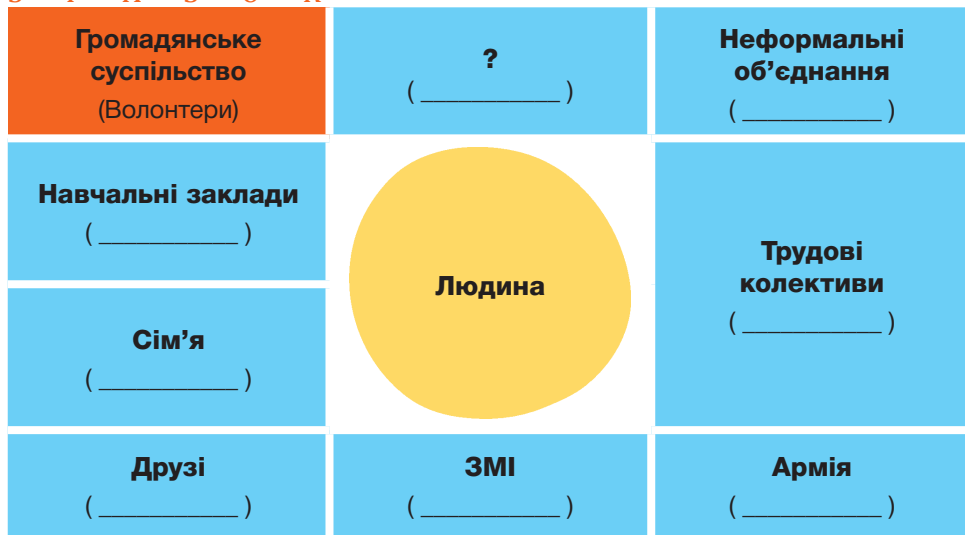 Громадянське
суспільство
(Волонтери)
?
( ___________ )
Неформальні
об’єднання
( ___________ )
Навчальні заклади
( ___________ )
Людина
Трудові
колективи
( ___________ )
Сім’я
( ___________ )
Друзі
( ___________ )
ЗМІ
( ___________ )
Армія
( ___________ )